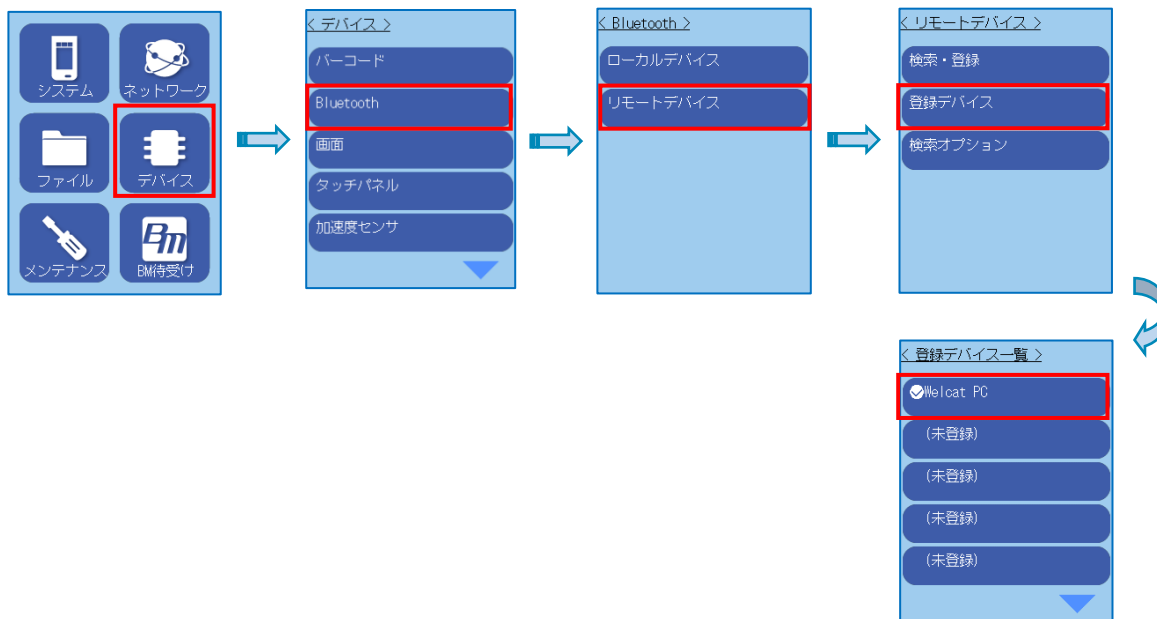 システム
ネットワーク
ファイル
デバイス
メンテナンス
Bm
BM待受け
< デバイス >
バーコード
Bluetooth
画面
タッチパネル
加速度センサ
< Bluetooth >
ローカルデバイス
リモートデバイス
< リモートデバイス >
検索・登録
登録デバイス
検索オプション
< 登録デバイス一覧 >
Welcat PC
(未登録)
(未登録)
(未登録)
(未登録)